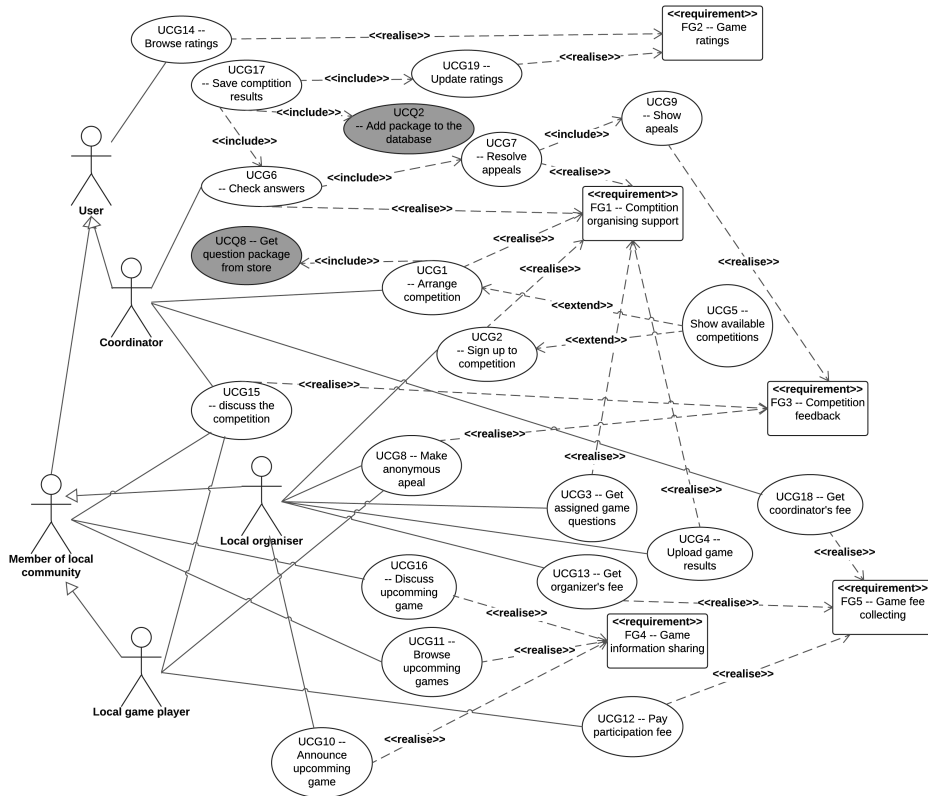 UCG14 --
Browse ratings
<<realise>>
<<requirement>>
FG2 -- Game
ratings
UCG17
-- Save comptition
results
<<include>>
UCG19 --
Update ratings
<<realise>>
<<include>>
UCQ2
-- Add package to the
database
<<include>>
UCG9
-- Show
apeals
<<include>>
UCG7
-- Resolve
appeals
<<include>>
UCG6
-- Check answers
<<realise>>
<<requirement>>
FG1 -- Comptition
organising support
<<realise>>
User
UCQ8 -- Get
question package
from store
<<include>>
<<realise>>
UCG1
-- Arrange
competition
<<realise>>
<<realise>>
Coordinator
<<extend>>
UCG5 --
Show available
competitions
<<extend>>
UCG2
-- Sign up to
competition
UCG15
-- discuss the
competition
<<realise>>
<<requirement>>
FG3 -- Competition
feedback
<<realise>>
UCG8 -- Make
anonymous
apeal
<<realise>>
<<realise>>
UCG3 -- Get
assigned game
questions
UCG18 -- Get
coordinator's fee
Local organiser
UCG4 -- Upload game
results
<<realise>>
Member of local
community
UCG16
-- Discuss
upcomming
game
UCG13 -- Get
organizer's fee
<<realise>>
<<requirement>>
FG5 -- Game fee
collecting
<<realise>>
<<requirement>>
FG4 -- Game
information sharing
UCG11 --
Browse
upcomming
games
<<realise>>
<<realise>>
Local game player
UCG12 -- Pay
participation fee
UCG10 --
Announce
upcomming
game
<<realise>>